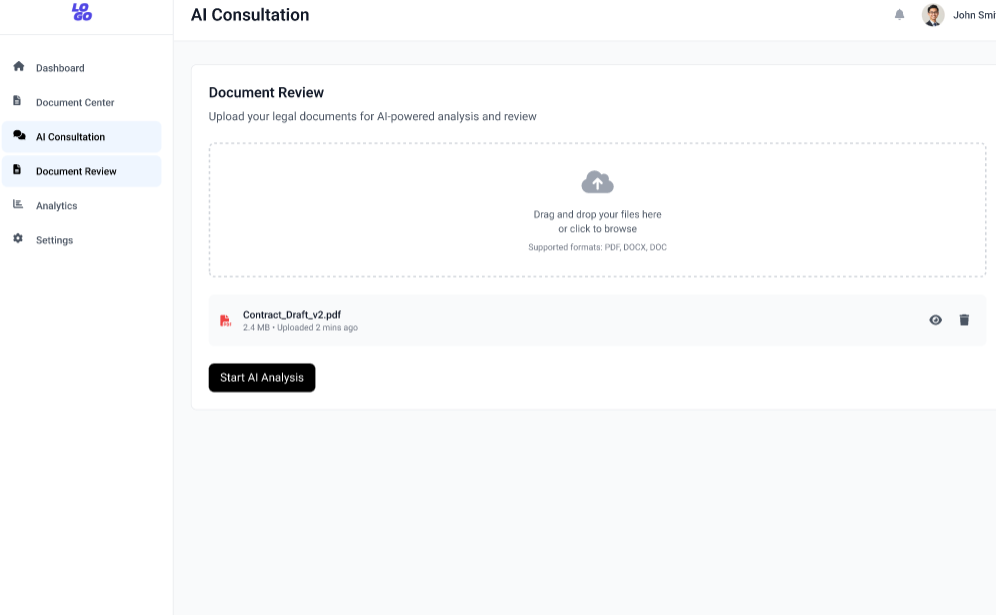 LO
GO
AI Consultation
John Smi
Dashboard
Document Center
AI Consultation
Document Review
Analytics
Settings
Document Review
Upload your legal documents for AI-powered analysis and review
Drag and drop your files here
or click to browse
Supported formats: PDF, DOCX, DOC
Contract_Draft_v2.pdf
2.4 MB • Uploaded 2 mins ago
Start AI Analysis